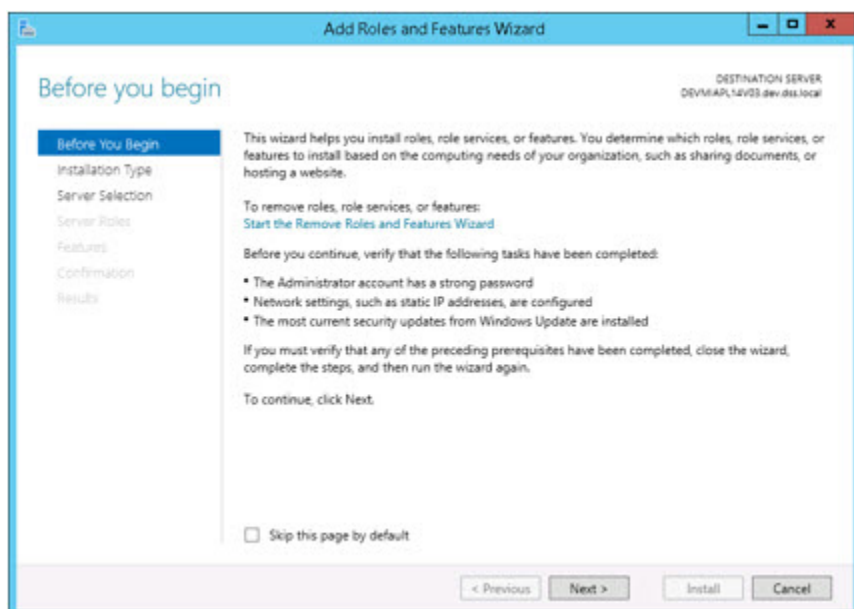 Add Roles and Features Wizard
Before you begin
DESTINATION SERVER
DEVMIAPL14V03.dev.dss.local
Before You Begin
Installation Type
Server Selection
Server Roles
Features
Confirmation
Results
This wizard helps you install roles, role services, or features. You determine which roles, role services, or
features to install based on the computing needs of your organization, such as sharing documents, or
hosting a website.
To remove roles, role services, or features:
Start the Remove Roles and Features Wizard
Before you continue, verify that the following tasks have been completed:
• The Administrator account has a strong password
• Network settings, such as static IP addresses, are configured
• The most current security updates from Windows Update are installed
If you must verify that any of the preceding prerequisites have been completed, close the wizard,
complete the steps, and then run the wizard again.
To continue, click Next.
Skip this page by default
< Previous
Next >
Install
Cancel